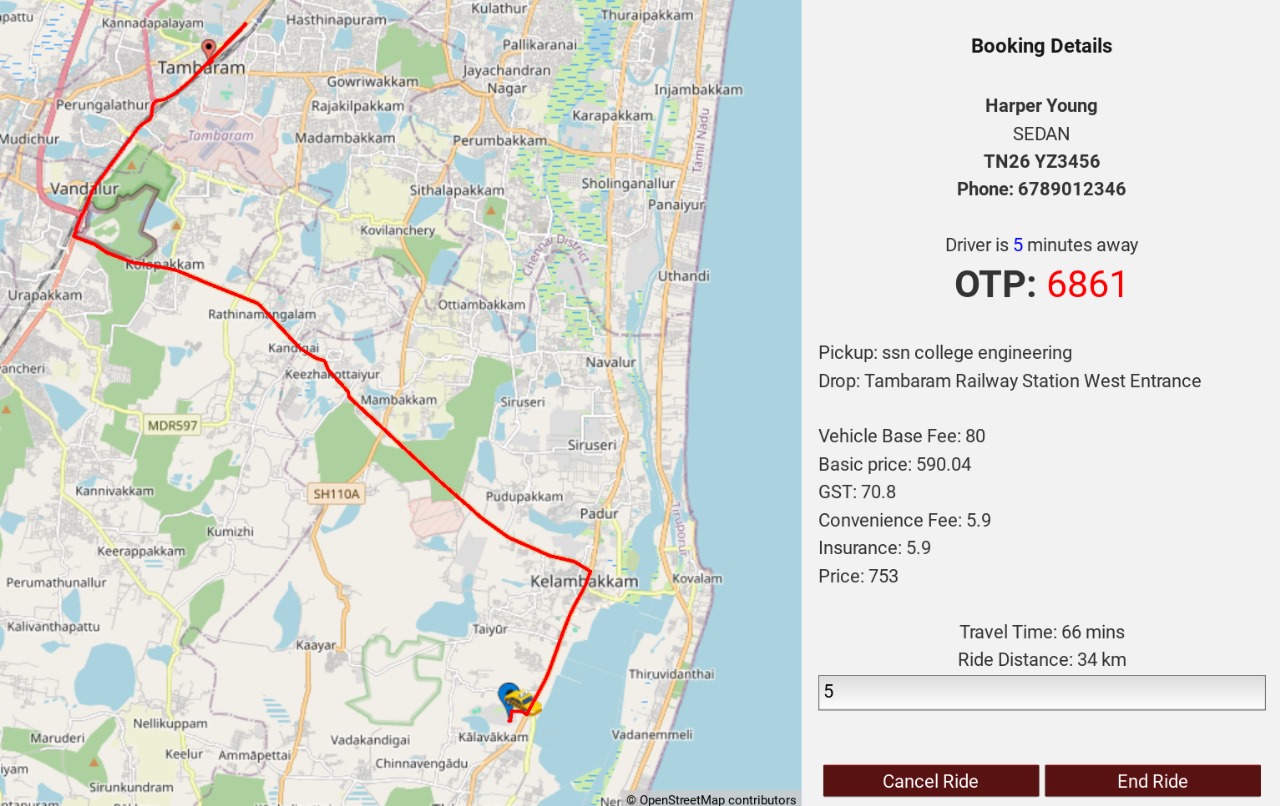 apattu
Kannadapalayam
Hasthinapuram
Kulathur
Thuraipakkam
Pallikaranai
Tambaram
Jayachandran
Nagar
Gowriwakkam
Injambakkam
Perungalathur
Rajakilpakkam
Karapakkam
Mudichur
Tambaram
Madambakkam
Perumbakkam
Tamil Nadu
Vandalur
Sithalapakkam
Sholinganallur
Panaiyur
Kovilanchery
Chennai District
Kolapakkam
Uthandi
Urapakkam
Rathinamangalam
Ottiambakkam
Kandigai
Navalur
Keezhakottaiyur
Mambakkam
Siruseri
MDR597
Siruseri
Kannivakkam
SH110A
Pudupakkam
Padur
Kumizhi
Tiruporur
Keerappakkam
Perumathunallur
Kelambakkam
Kovalam
Kalivanthapattu
Taiyūr
Kaayar
Thiruvidanthai
Nellikuppam
Maruderi
Vadakandigai
Kālavākkam
Vadanemmeli
Keelur
Ammāpettai
Chinnavengādu
Sirunkundram
© OpenStreetMap contributors
Booking Details
Harper Young
SEDAN
TN26 YZ3456
Phone: 6789012346
Driver is 5 minutes away
OTP: 6861
Pickup: ssn college engineering
Drop: Tambaram Railway Station West Entrance
Vehicle Base Fee: 80
Basic price: 590.04
GST: 70.8
Convenience Fee: 5.9
Insurance: 5.9
Price: 753
Travel Time: 66 mins
Ride Distance: 34 km
5
Cancel Ride
End Ride